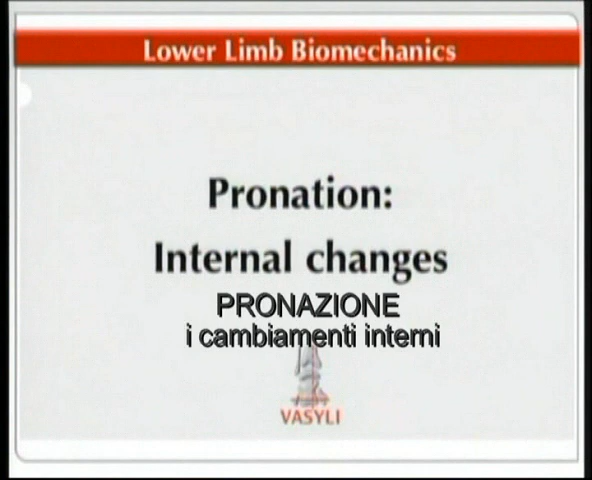 Lower Limb Biomechanics
Pronation:
Internal changes
PRONAZIONE
i cambiamenti interni
VASYLI